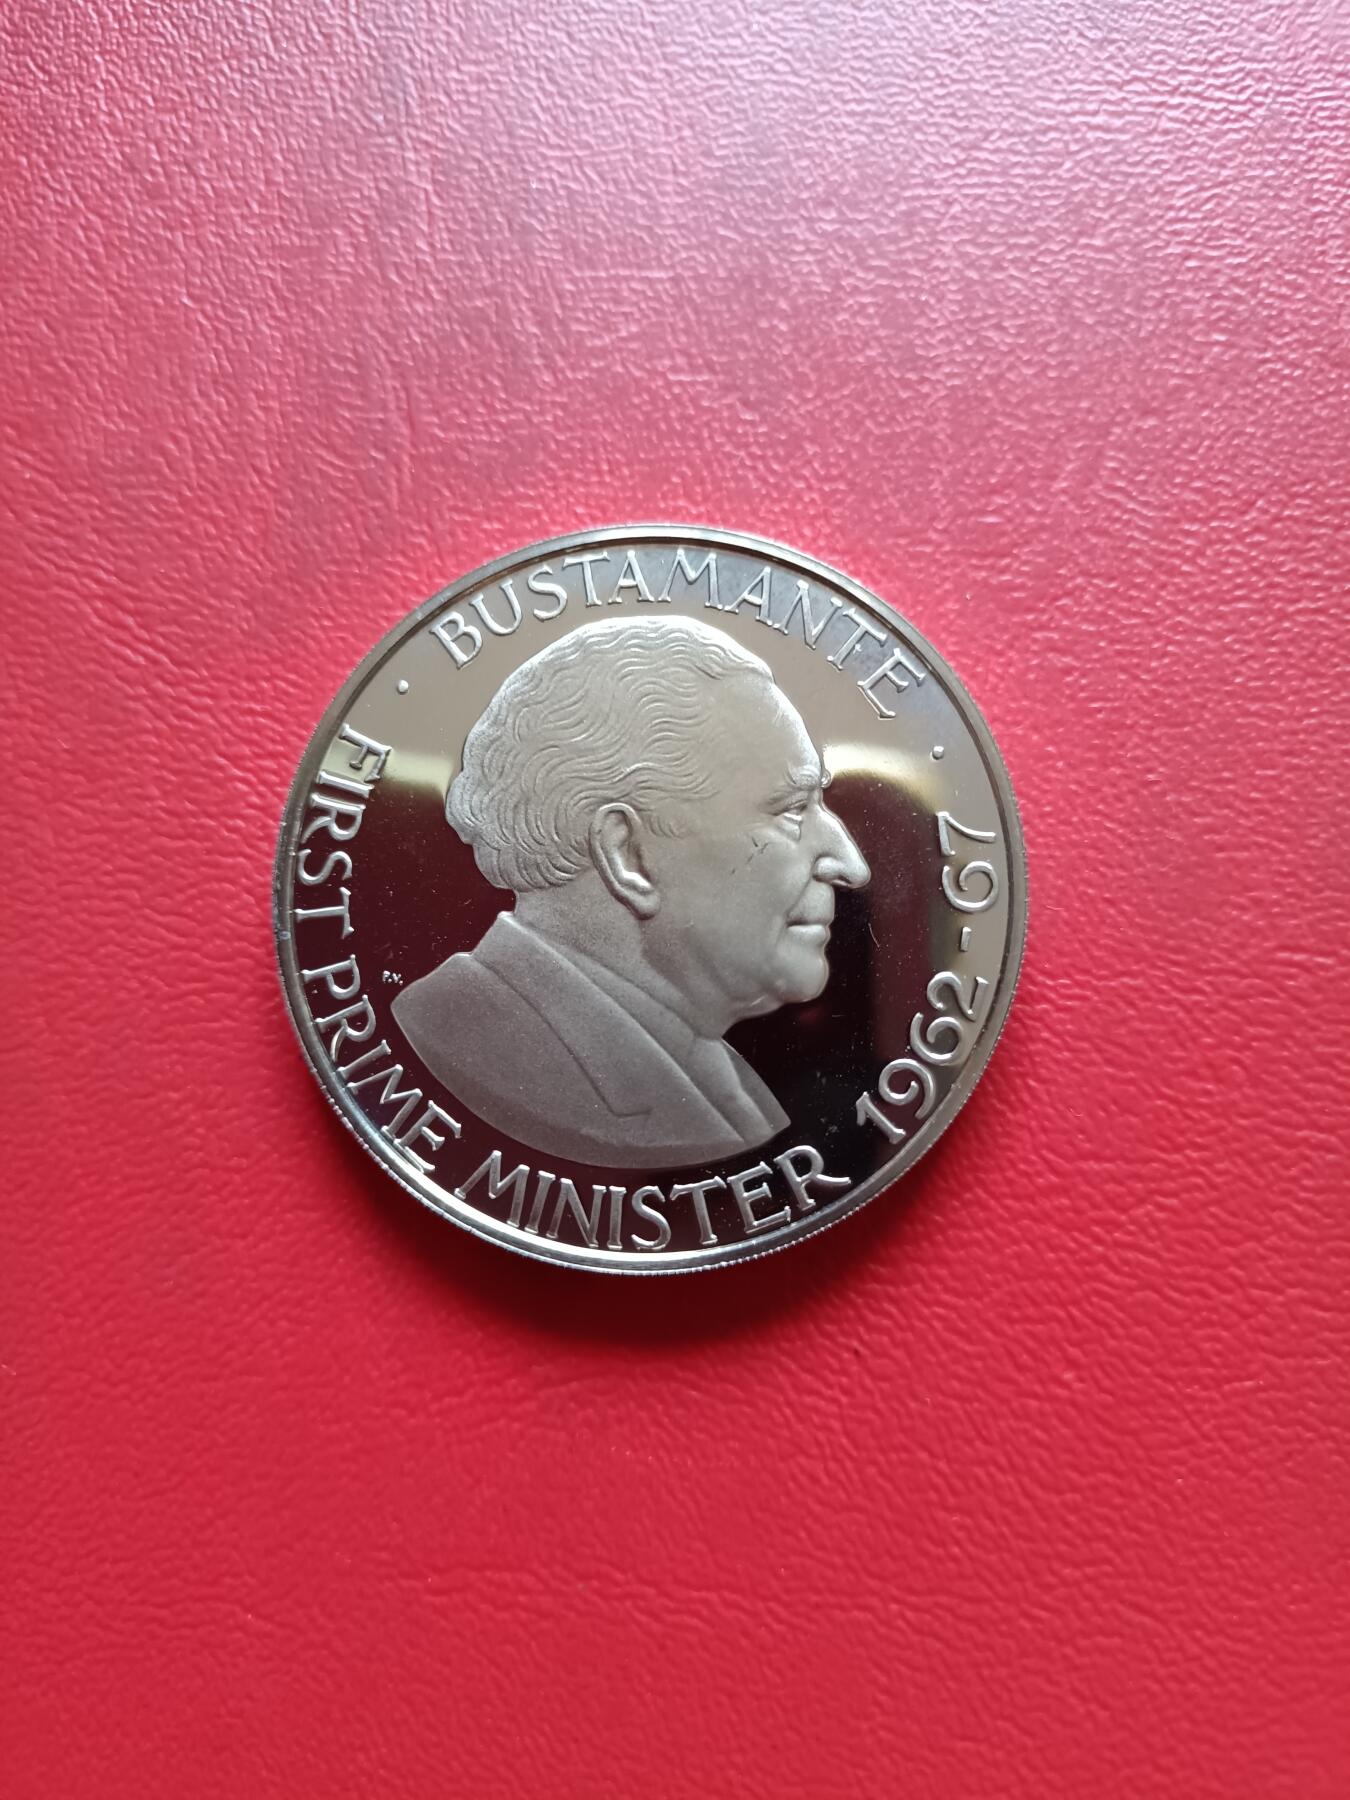 · BUSTAMANTE ·
FIRST PRIME MINISTER 1962-67
P.V.